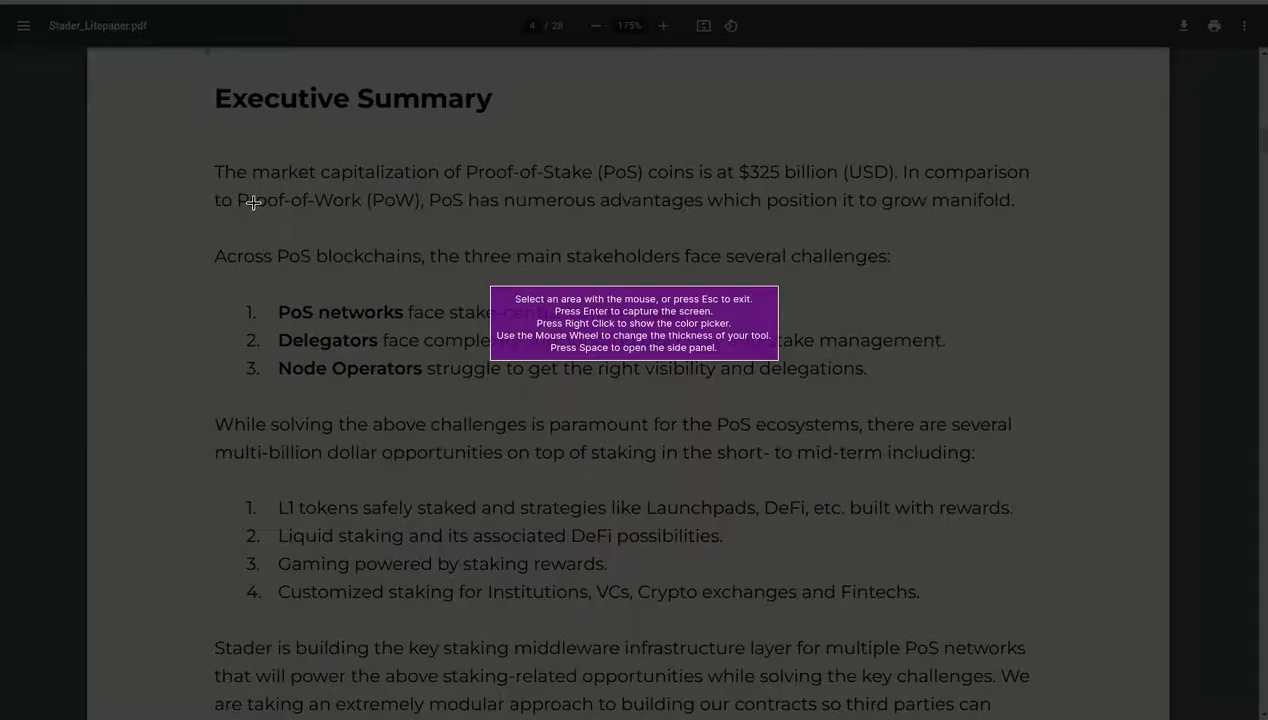 Stader_Litepaper.pdf
4 / 28
175%
Executive Summary
The market capitalization of Proof-of-Stake (PoS) coins is at $325 billion (USD). In comparison
to Proof-of-Work (PoW), PoS has numerous advantages which position it to grow manifold.
Across PoS blockchains, the three main stakeholders face several challenges:
1. PoS networks face stake-
2. Delegators face
3. Node Operators struggle to get the right visibility and delegations.
Select an area with the mouse, or press Esc to exit.
Press Enter to capture the screen.
Press Right Click to show the color picker.
Use the Mouse Wheel to change the thickness of your tool.
Press Space to open the side panel.
management.
While solving the above challenges is paramount for the PoS ecosystems, there are several
multi-billion dollar opportunities on top of staking in the short- to mid-term including:
1. L1 tokens safely staked and strategies like Launchpads, DeFi, etc. built with rewards.
2. Liquid staking and its associated DeFi possibilities.
3. Gaming powered by staking rewards.
4. Customized staking for Institutions, VCs, Crypto exchanges and Fintechs.
Stader is building the key staking middleware infrastructure layer for multiple PoS networks
that will power the above staking-related opportunities while solving the key challenges. We
are taking an extremely modular approach to building our contracts so third parties can